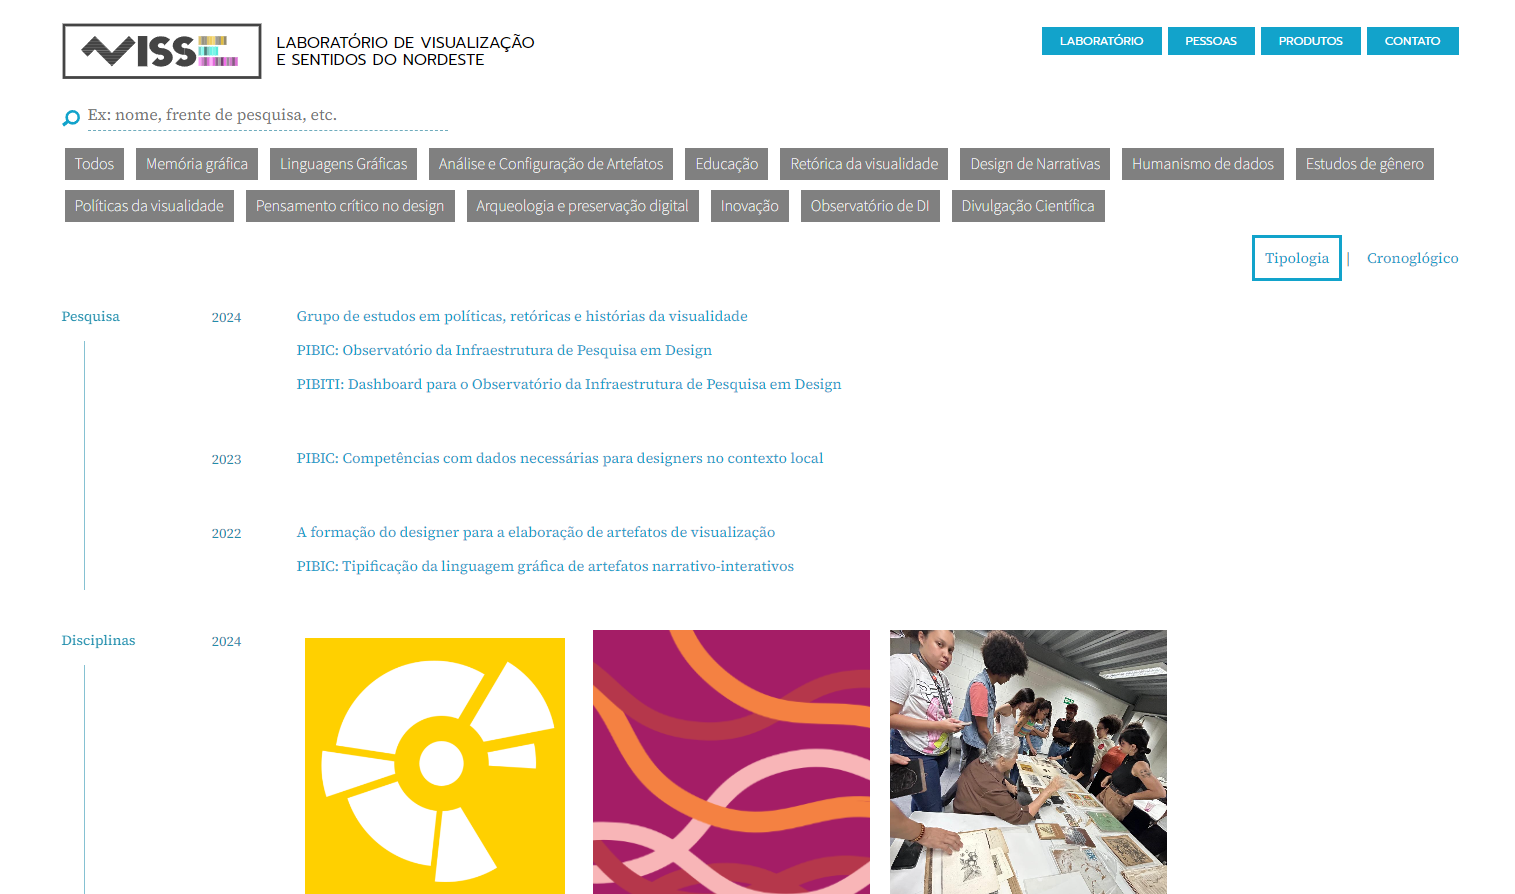 VISSE
LABORATÓRIO DE VISUALIZAÇÃO
E SENTIDOS DO NORDESTE
LABORATÓRIO
PESSOAS
PRODUTOS
CONTATO
Ex: nome, frente de pesquisa, etc.
Todos
Memória gráfica
Linguagens Gráficas
Análise e Configuração de Artefatos
Educação
Retórica da visualidade
Design de Narrativas
Humanismo de dados
Estudos de gênero
Políticas da visualidade
Pensamento crítico no design
Arqueologia e preservação digital
Inovação
Observatório de DI
Divulgação Científica
Tipologia | Cronoglógico
Pesquisa
2024
Grupo de estudos em políticas, retóricas e histórias da visualidade
PIBIC: Observatório da Infraestrutura de Pesquisa em Design
PIBITI: Dashboard para o Observatório da Infraestrutura de Pesquisa em Design
2023
PIBIC: Competências com dados necessárias para designers no contexto local
2022
A formação do designer para a elaboração de artefatos de visualização
PIBIC: Tipificação da linguagem gráfica de artefatos narrativo-interativos
Disciplinas
2024